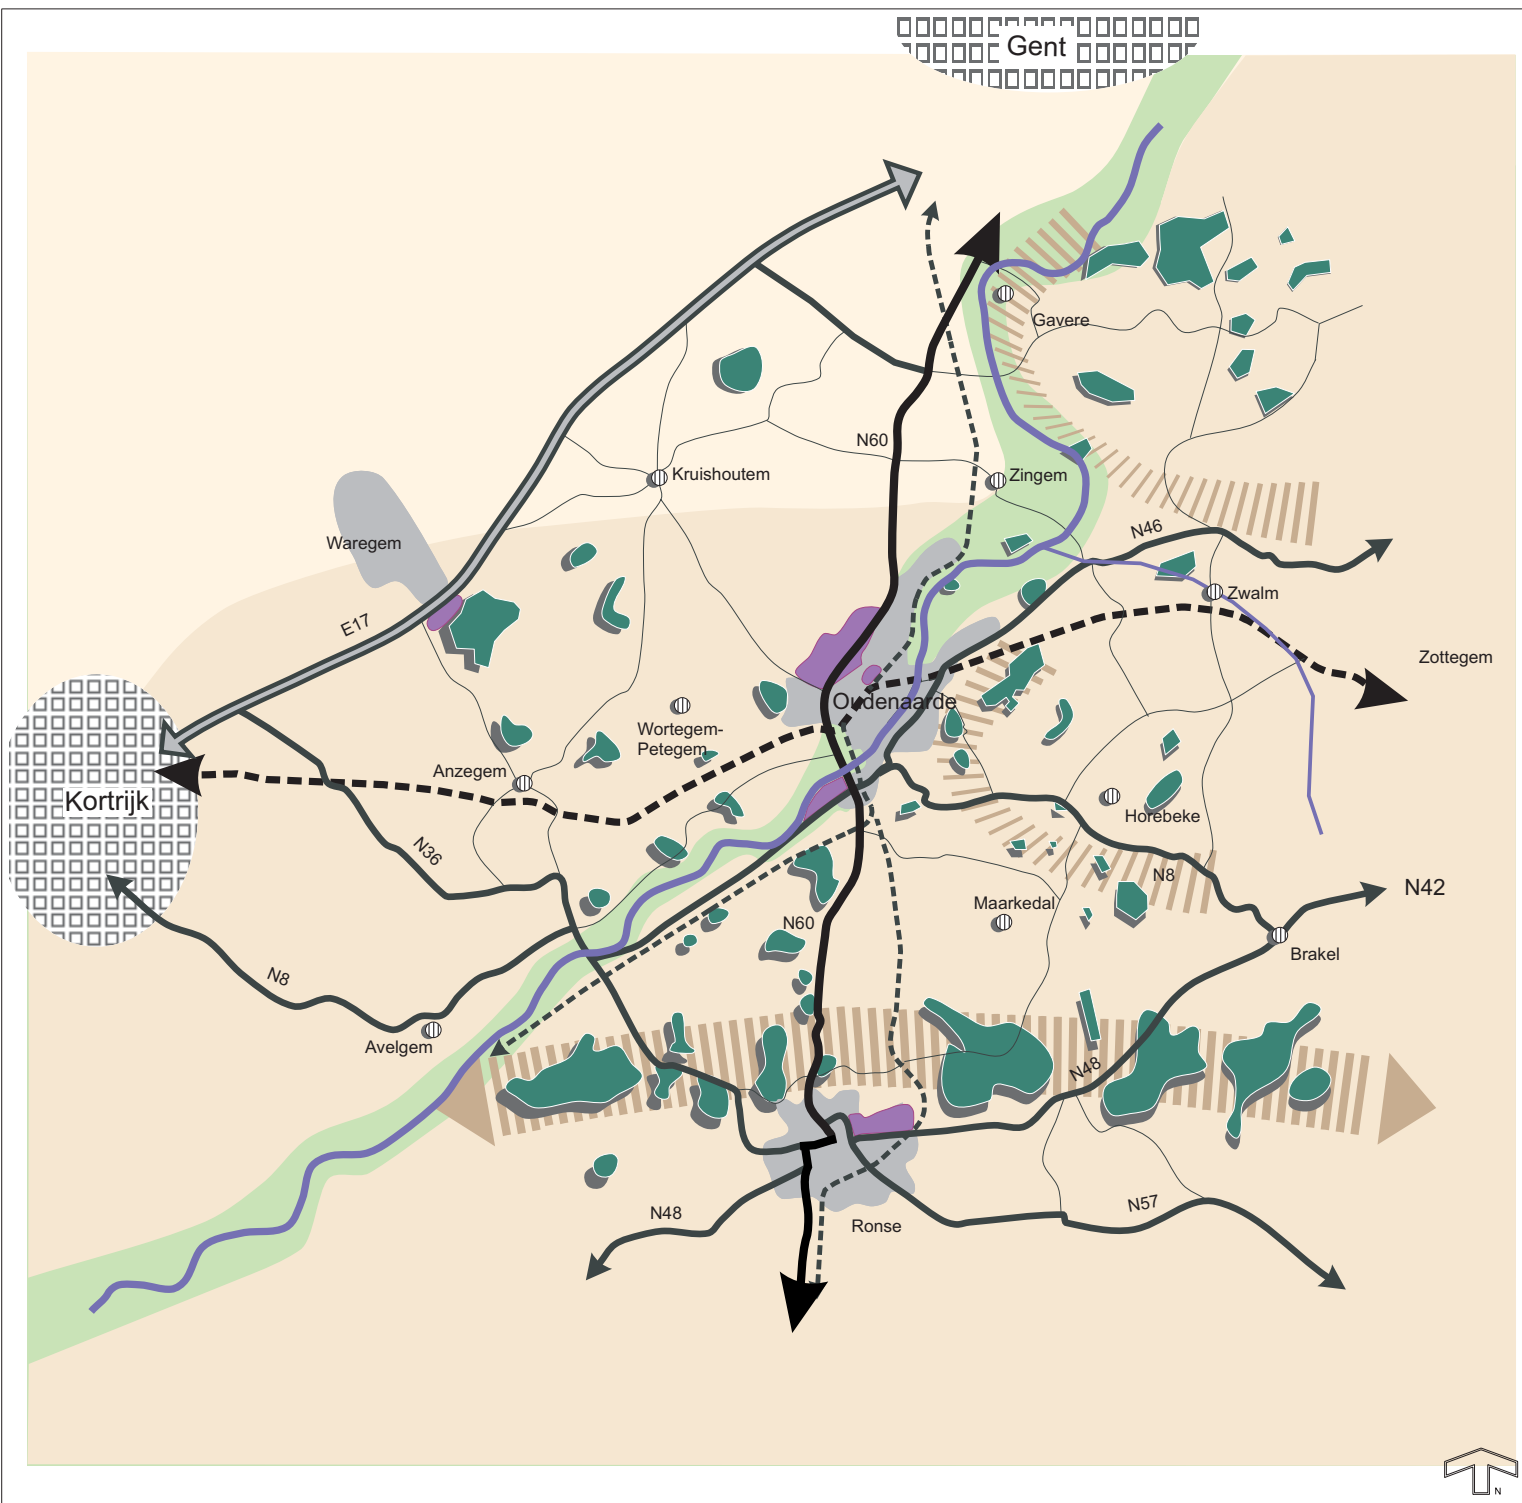 Gent
Gavere
N60
Kruishoutem
Zingem
N46
Waregem
Zwalm
E17
Zottegem
Oudenaarde
Wortegem-
Petegem
Anzegem
Kortrijk
Horebeke
N36
N8
N42
Maarkedal
N60
Brakel
N8
Avelgem
N48
N57
N48
Ronse
N